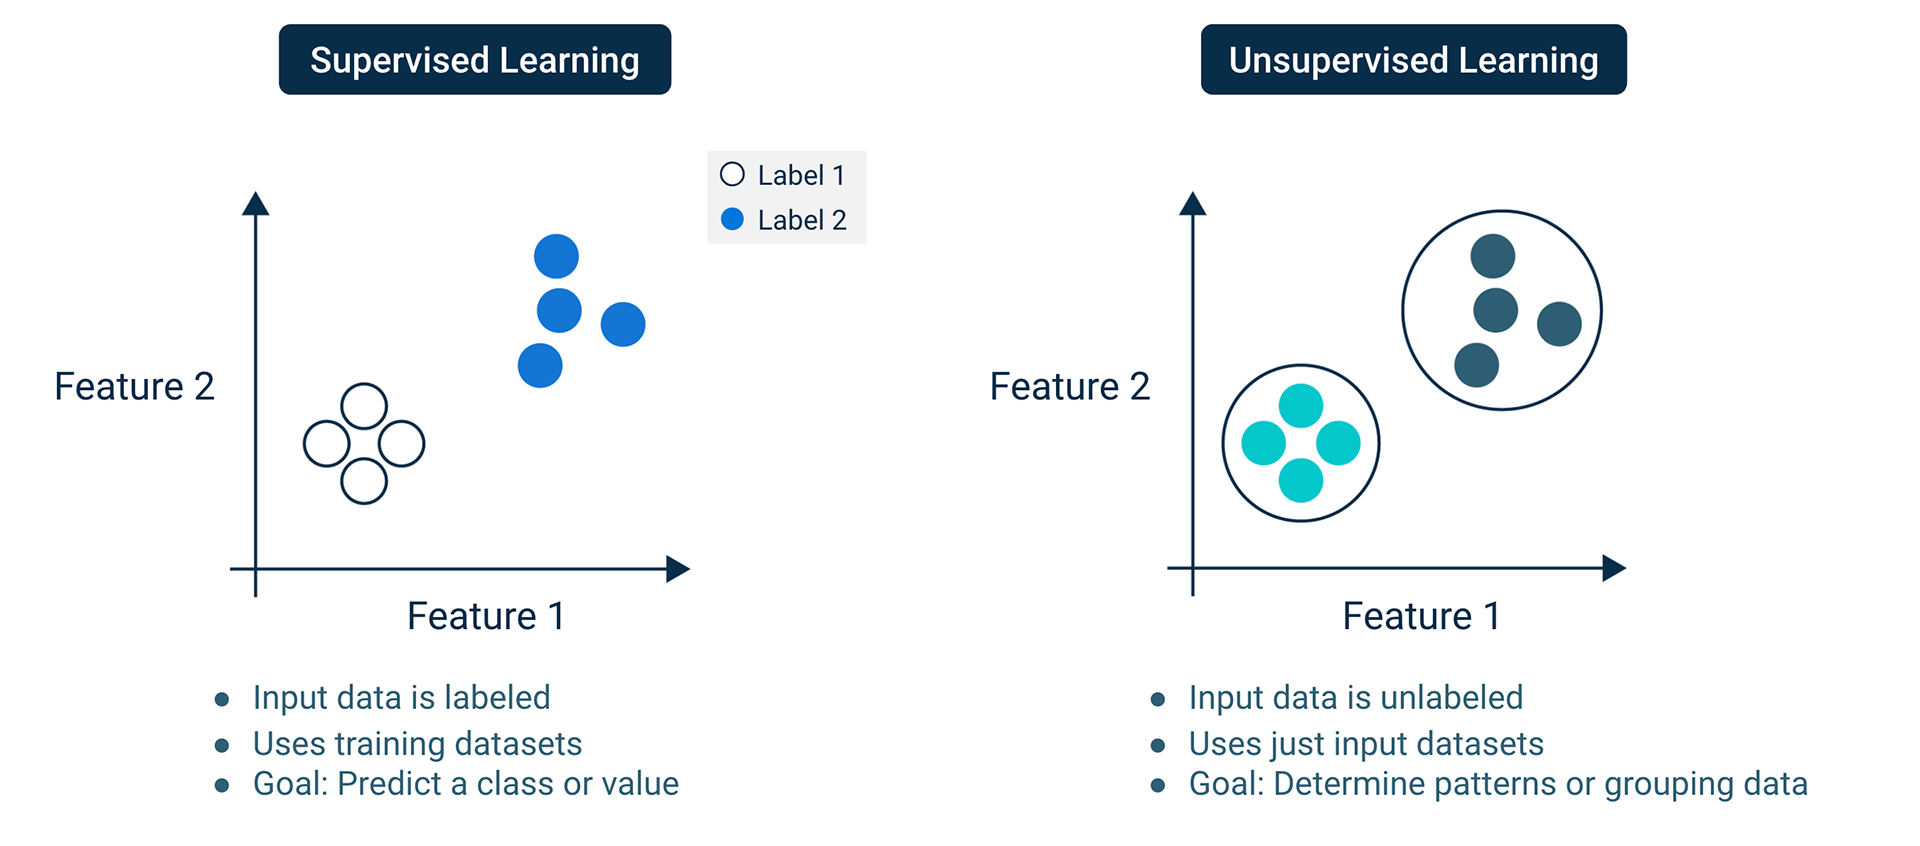 Supervised Learning
Label 1
Label 2
Feature 2
Feature 1
Input data is labeled
Uses training datasets
Goal: Predict a class or value
Unsupervised Learning
Feature 2
Feature 1
Input data is unlabeled
Uses just input datasets
Goal: Determine patterns or grouping data